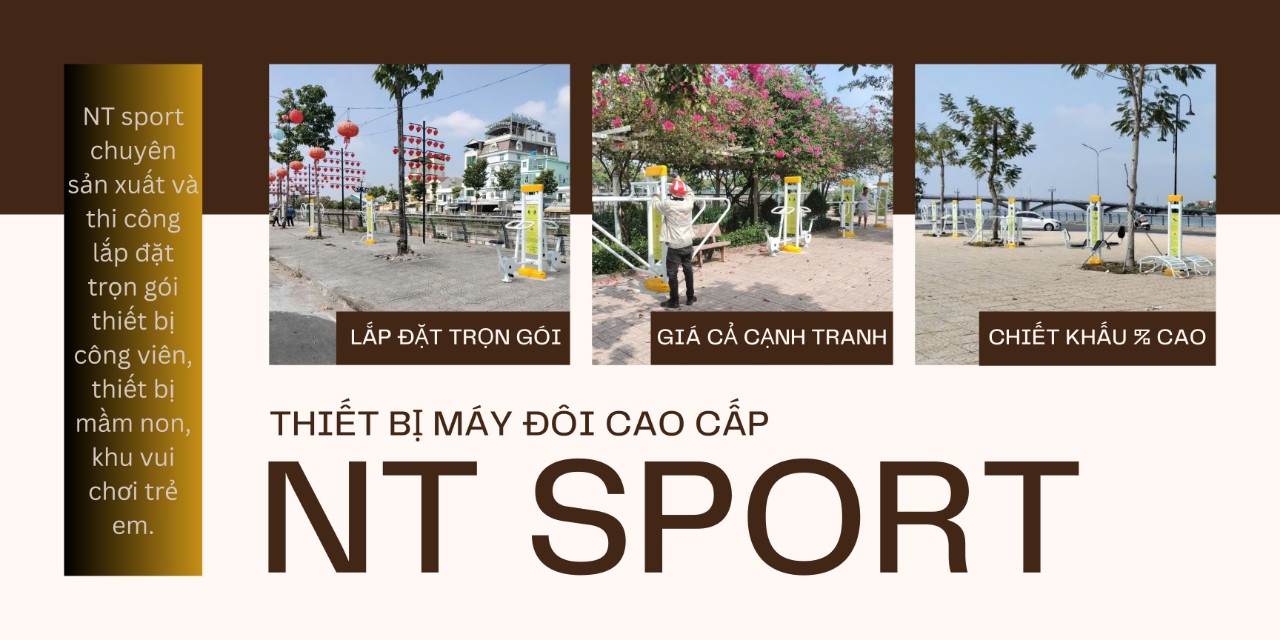 NT sport
chuyên
sản xuất và
thi công
lắp đặt
trọn gói
thiết bị
công viên,
thiết bị
mầm non,
khu vui
chơi trẻ
em.
LẮP ĐẶT TRỌN GÓI
GIÁ CẢ CẠNH TRANH
CHIẾT KHẤU % CAO
THIẾT BỊ MÁY ĐÔI CAO CẤP
NT SPORT